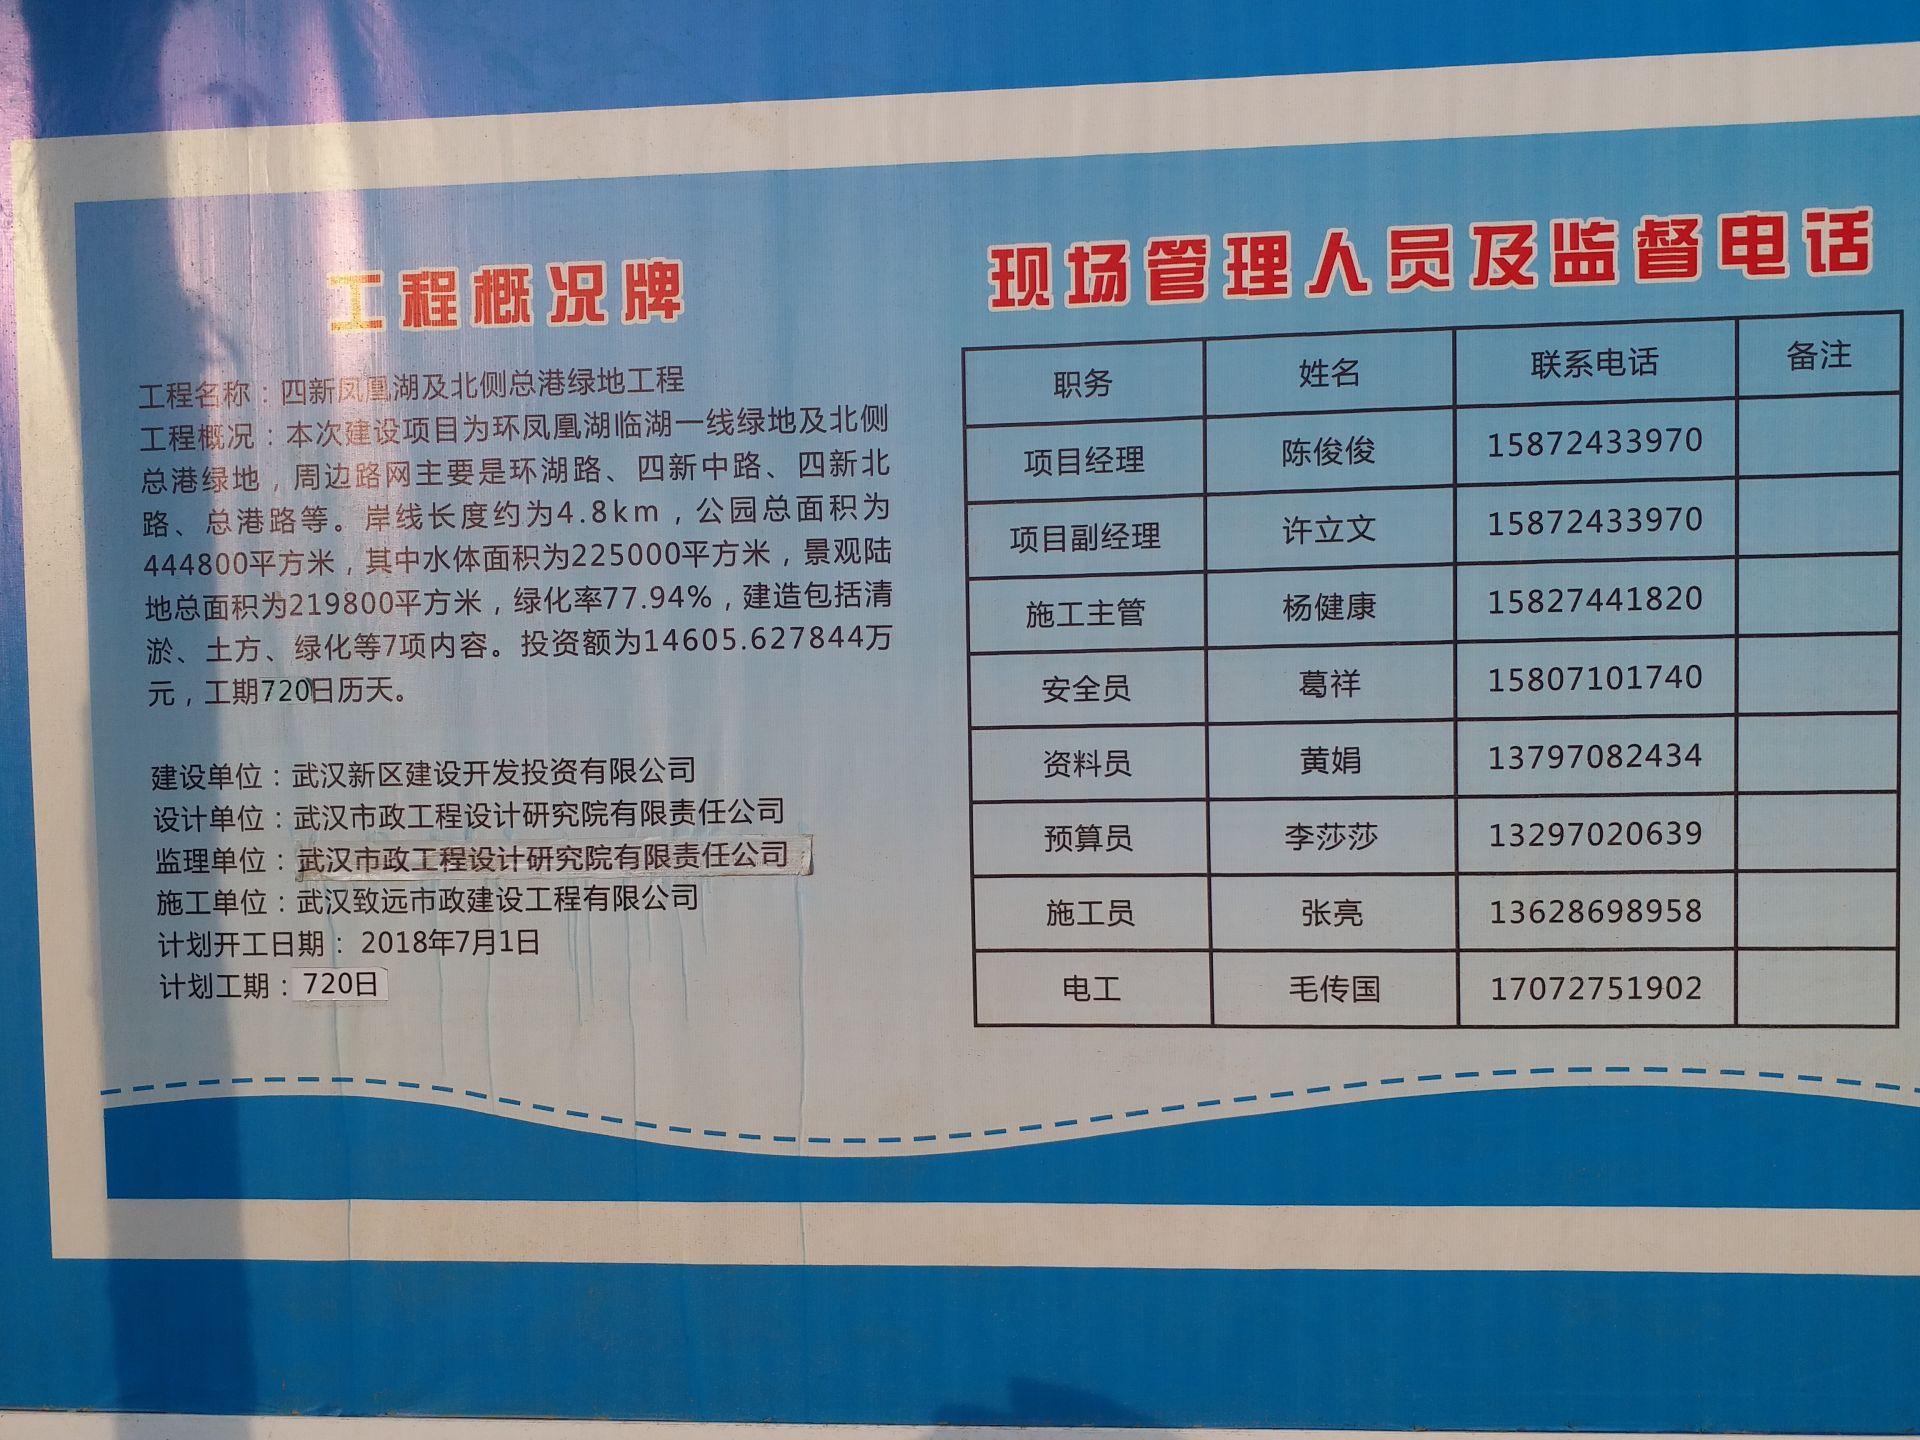 工程概况牌
工程名称：四新凤凰湖及北侧总港绿地工程
工程概况：本次建设项目为环凤凰湖临湖一线绿地及北侧
总港绿地，周边路网主要是环湖路、四新中路、四新北
路、总港路等。岸线长度约为4.8km，公园总面积为
444800平方米，其中水体面积为225000平方米，景观陆
地总面积为219800平方米，绿化率77.94%，建造包括清
淤、土方、绿化等7项内容。投资额为14605.627844万
元，工期720日历天。
建设单位：武汉新区建设开发投资有限公司
设计单位：武汉市政工程设计研究院有限责任公司
监理单位：武汉市政工程设计研究院有限责任公司
施工单位：武汉致远市政建设工程有限公司
计划开工日期：2018年7月1日
计划工期：720日
现场管理人员及监督电话
职务 姓名 联系电话 备注
项目经理 陈俊俊 15872433970
项目副经理 许立文 15872433970
施工主管 杨健康 15827441820
安全员 葛祥 15807101740
资料员 黄娟 13797082434
预算员 李莎莎 13297020639
施工员 张亮 13628698958
电工 毛传国 17072751902